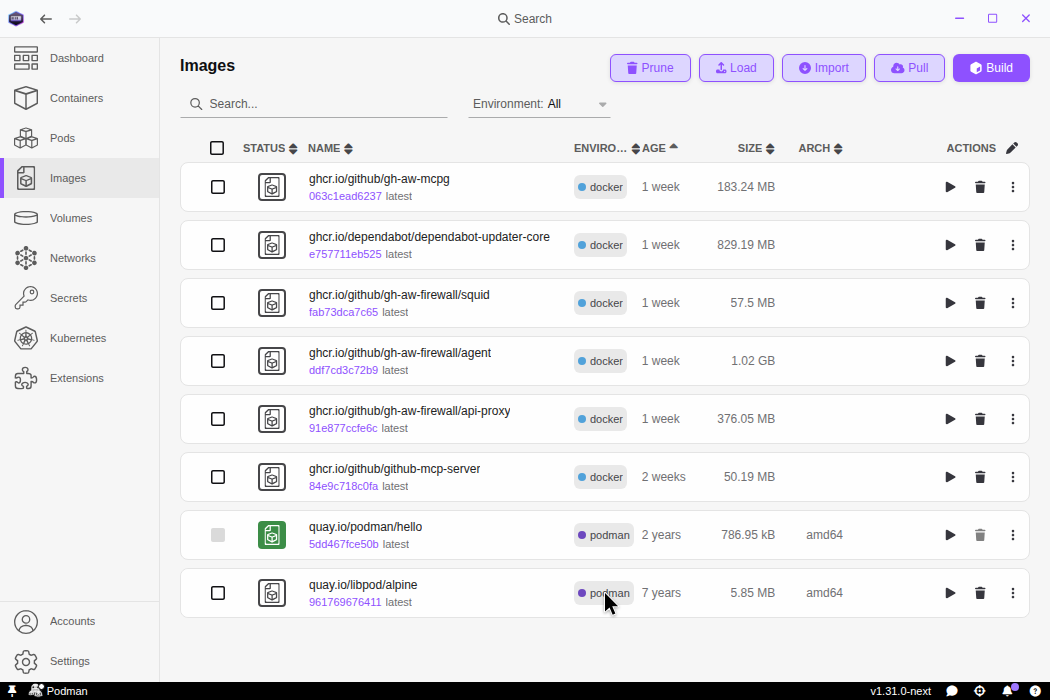 Search
Dashboard
Containers
Pods
Images
Volumes
Networks
Secrets
Kubernetes
Extensions
Accounts
Settings
Images
Prune
Load
Import
Pull
Build
Search...
Environment: All
STATUS NAME ENVIRO... AGE SIZE ARCH ACTIONS
ghcr.io/github/gh-aw-mcpg
063c1ead6237 latest
docker 1 week 183.24 MB
ghcr.io/dependabot/dependabot-updater-core
e757711eb525 latest
docker 1 week 829.19 MB
ghcr.io/github/gh-aw-firewall/squid
fab73dca7c65 latest
docker 1 week 57.5 MB
ghcr.io/github/gh-aw-firewall/agent
ddf7cd3c72b9 latest
docker 1 week 1.02 GB
ghcr.io/github/gh-aw-firewall/api-proxy
91e877ccfe6c latest
docker 1 week 376.05 MB
ghcr.io/github/github-mcp-server
84e9c718c0fa latest
docker 2 weeks 50.19 MB
quay.io/podman/hello
5dd467fce50b latest
podman 2 years 786.95 kB amd64
quay.io/libpod/alpine
961769676411 latest
podman 7 years 5.85 MB amd64
Podman
v1.31.0-next